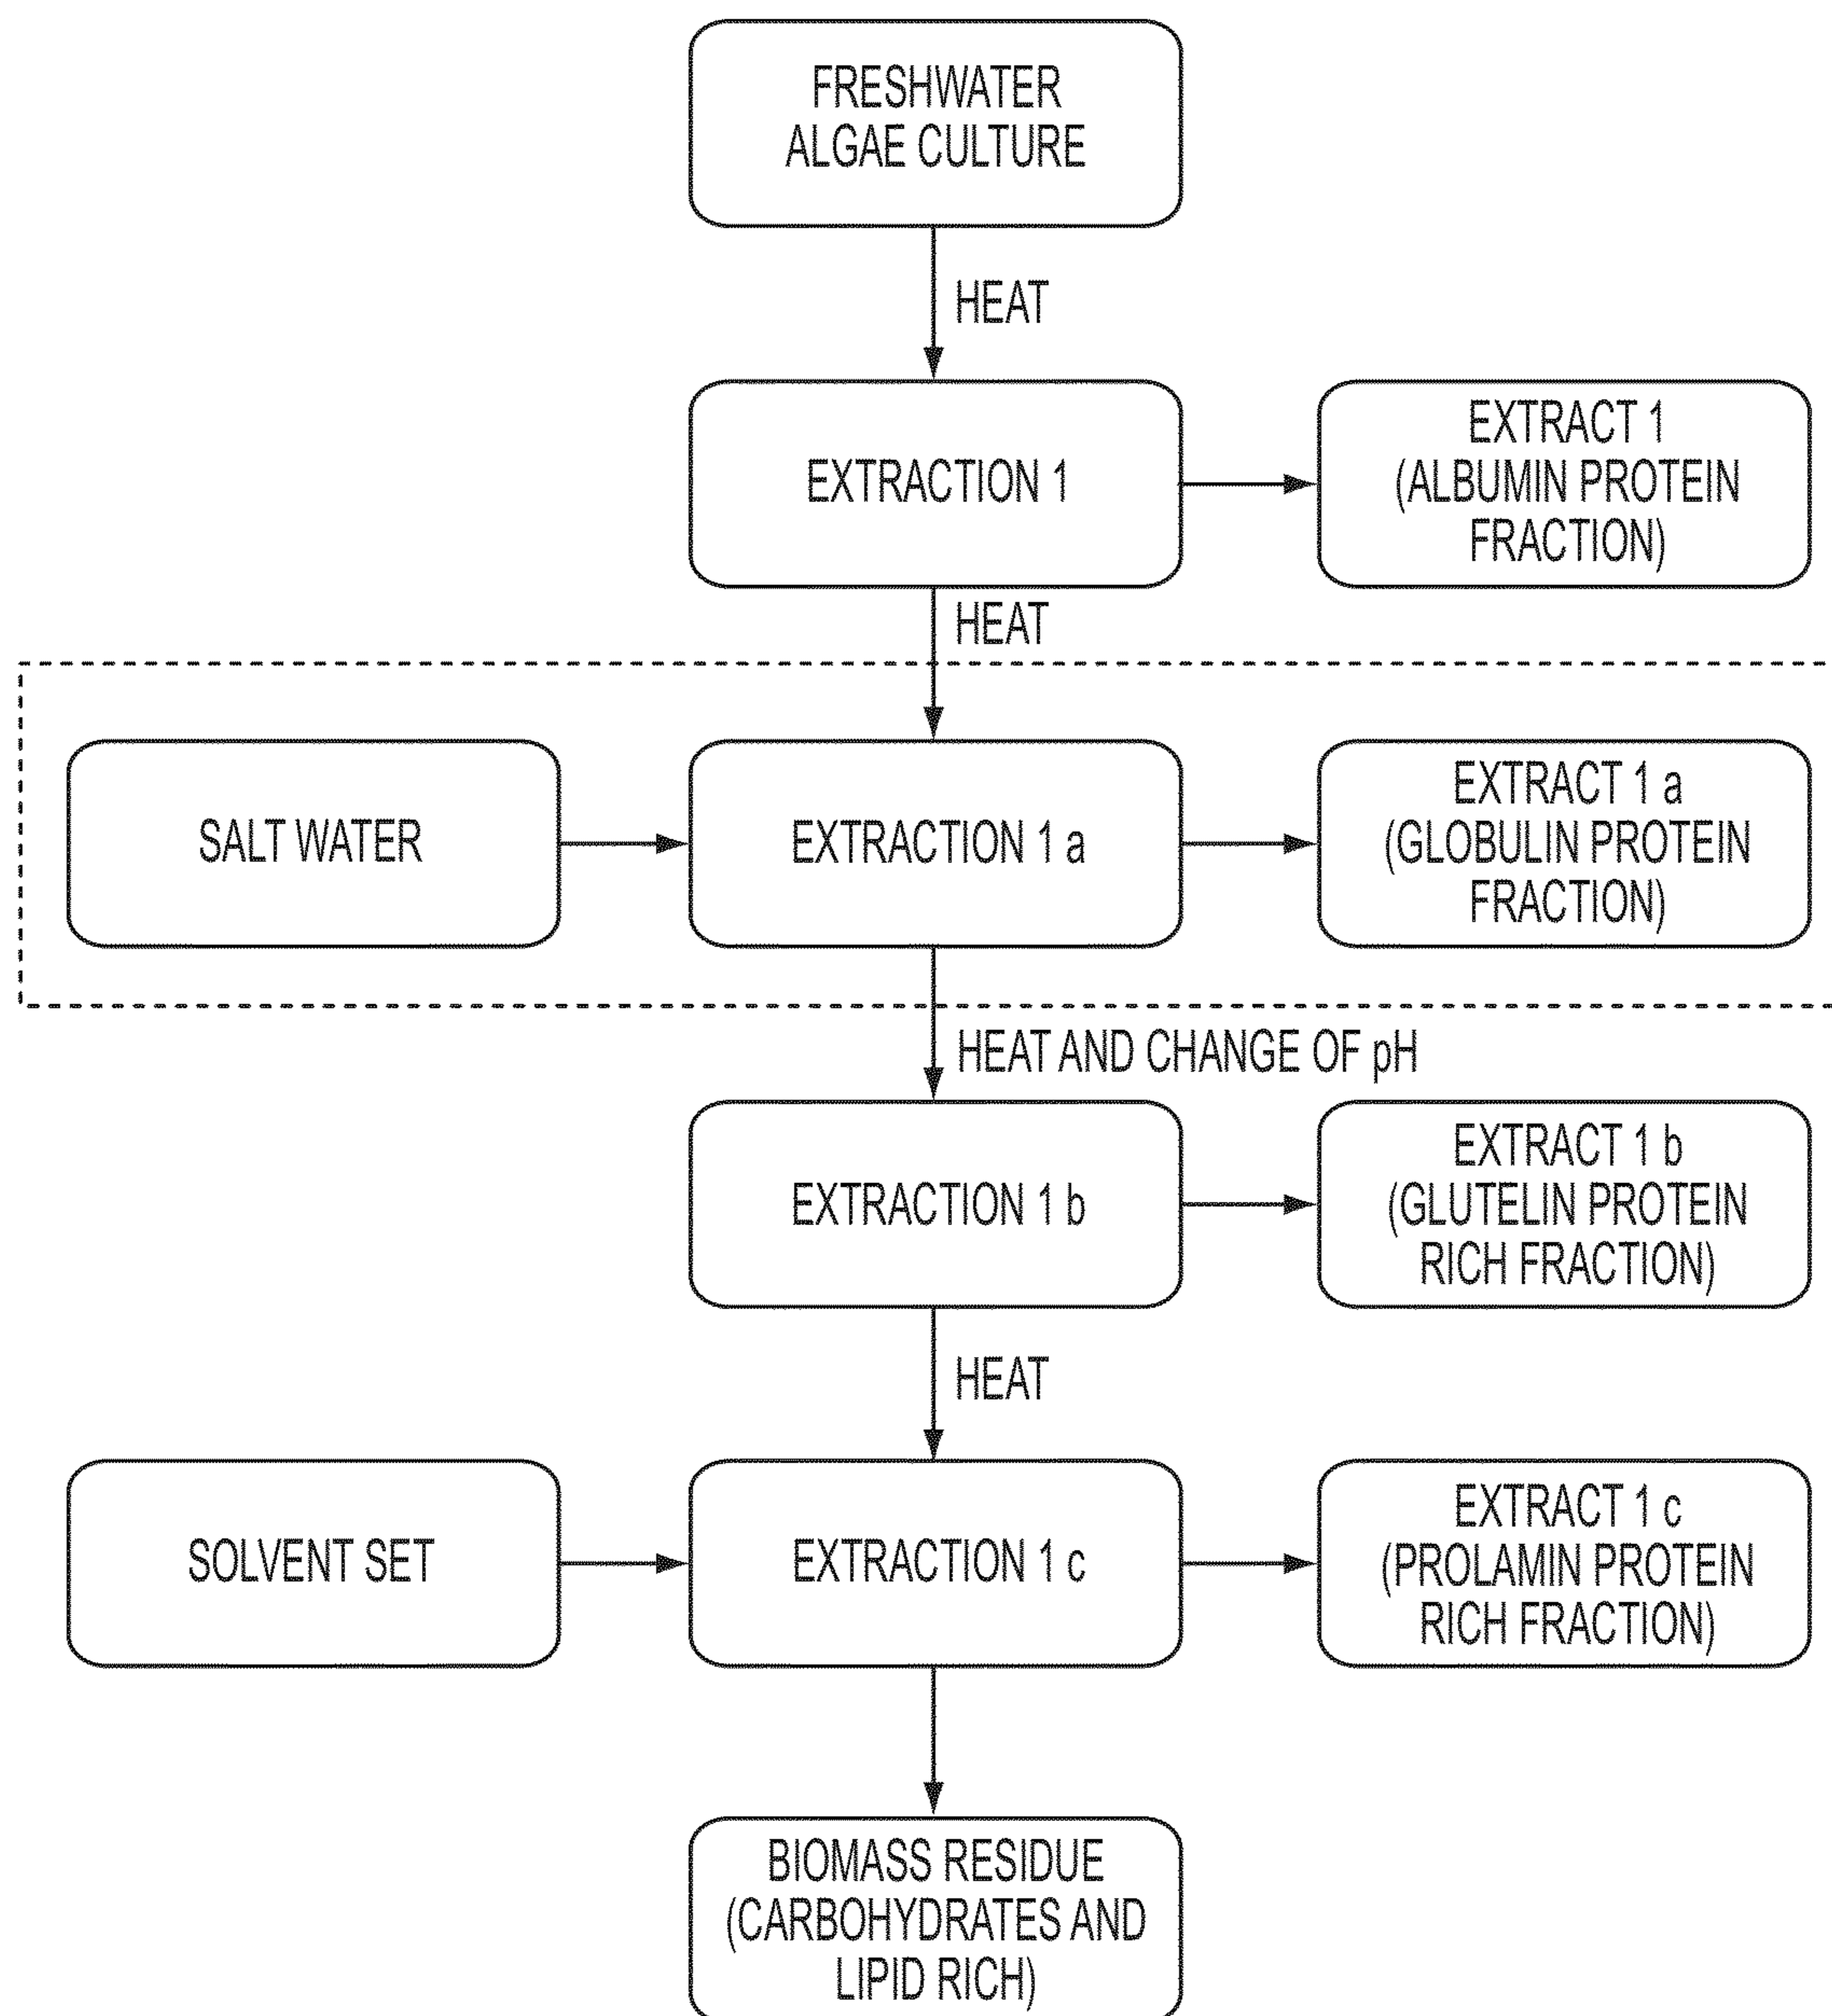 FRESHWATER
ALGAE CULTURE
HEAT
EXTRACTION 1
EXTRACT 1
(ALBUMIN PROTEIN
FRACTION)
HEAT
SALT WATER
EXTRACTION 1 a
EXTRACT 1 a
(GLOBULIN PROTEIN
FRACTION)
HEAT AND CHANGE OF pH
EXTRACTION 1 b
EXTRACT 1 b
(GLUTELIN PROTEIN
RICH FRACTION)
HEAT
SOLVENT SET
EXTRACTION 1 c
EXTRACT 1 c
(PROLAMIN PROTEIN
RICH FRACTION)
BIOMASS RESIDUE
(CARBOHYDRATES AND
LIPID RICH)